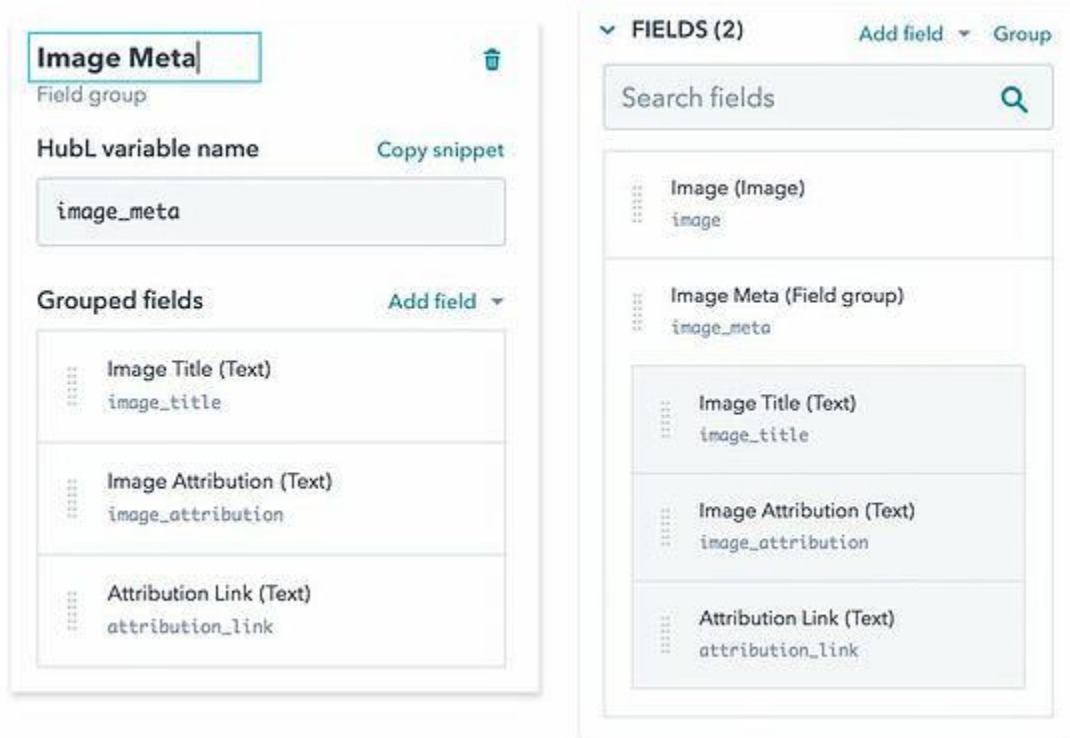 Image Meta
Field group
HubL variable name
Copy snippet
image_meta
Grouped fields
Add field
Image Title (Text)
image_title
Image Attribution (Text)
image_attribution
Attribution Link (Text)
attribution_link
FIELDS (2)
Add field
Group
Search fields
Image (Image)
image
Image Meta (Field group)
image_meta
Image Title (Text)
image_title
Image Attribution (Text)
image_attribution
Attribution Link (Text)
attribution_link